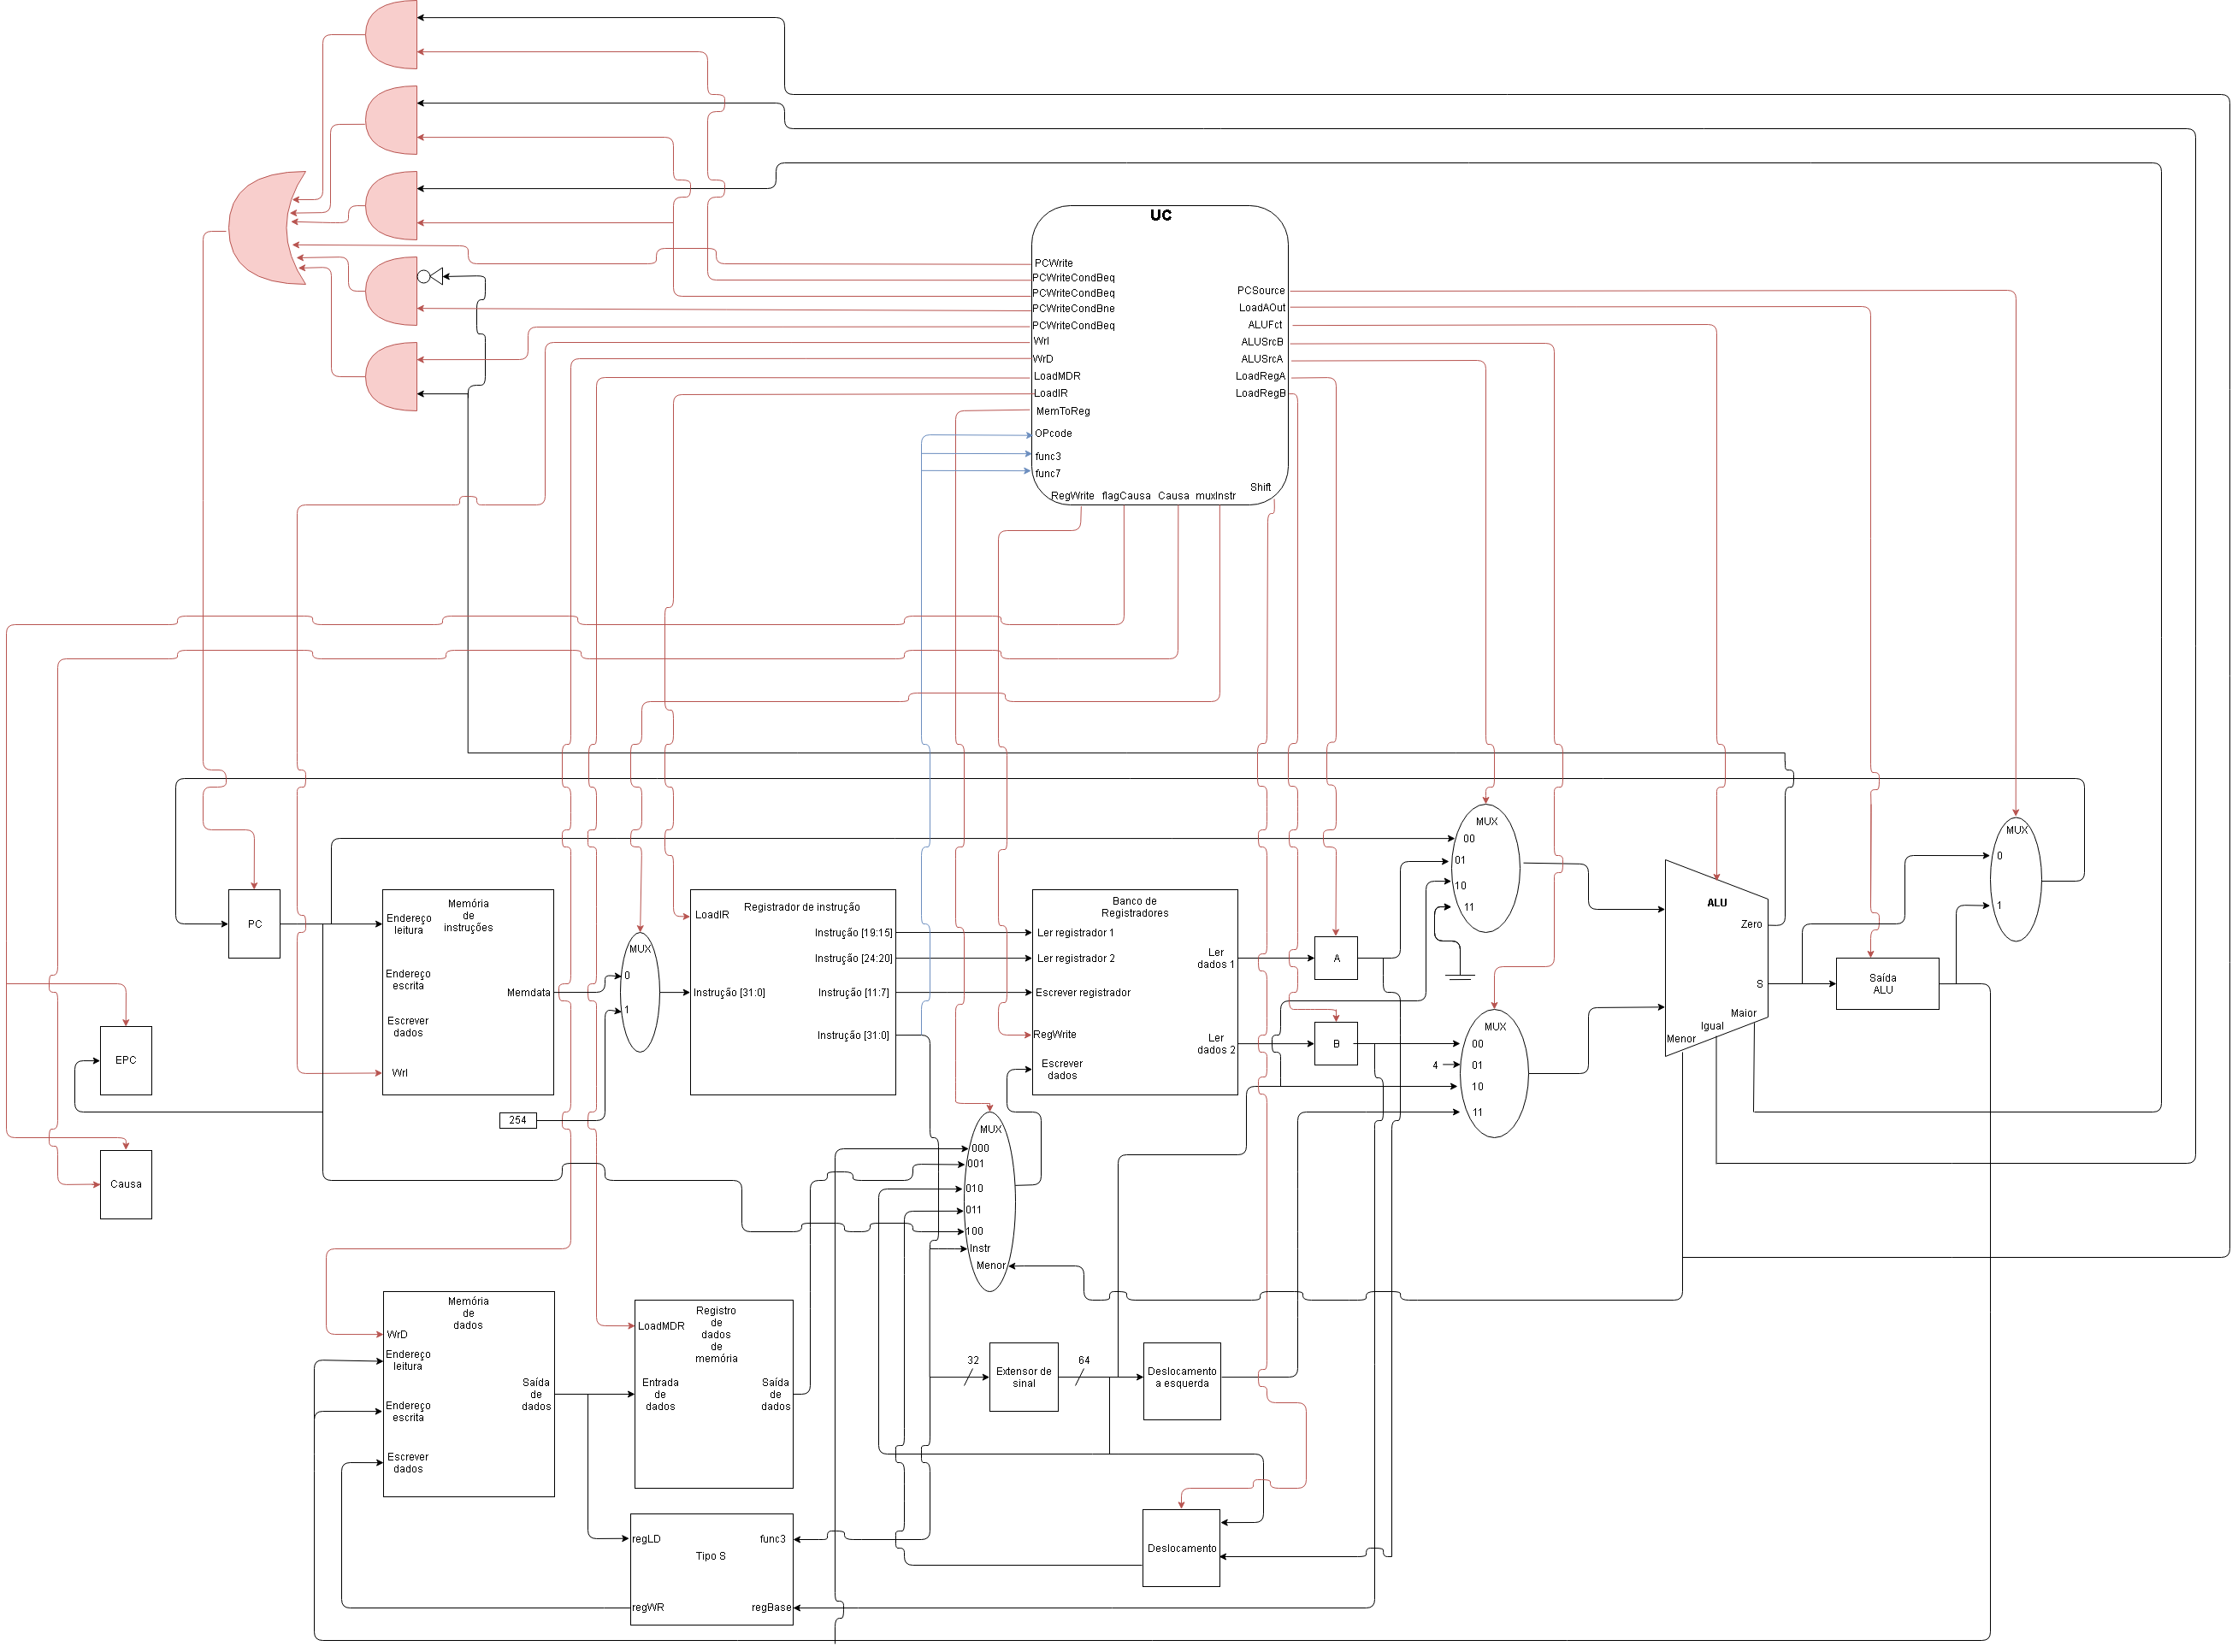 UC
PCWrite
PCWriteCondBeq
PCWriteCondBeq
PCWriteCondBne
PCWriteCondBeq
WrI
WrD
LoadMDR
LoadIR
MemToReg
OPcode
func3
func7
PCSource
LoadAOut
ALUFct
ALUSrcB
ALUSrcA
LoadRegA
LoadRegB
Shift
RegWrite flagCausa Causa muxInstr
PC
EPC
Causa
Memória
de
instruções
Endereço
leitura
Endereço
escrita
Escrever
dados
WrI
Memdata
254
MUX
0
1
LoadIR
Registrador de instrução
Instrução [19:15]
Instrução [24:20]
Instrução [31:0]
Instrução [11:7]
Instrução [31:0]
Banco de
Registradores
Ler registrador 1
Ler registrador 2
Escrever registrador
RegWrite
Escrever
dados
Ler
dados 1
Ler
dados 2
A
B
MUX
00
01
10
11
MUX
00
4
01
10
11
ALU
Zero
S
Maior
Igual
Menor
Saída
ALU
MUX
0
1
MUX
000
001
010
011
100
Instr
Menor
Memória
de
dados
WrD
Endereço
leitura
Endereço
escrita
Escrever
dados
Saída
de
dados
Registro
de
dados
de
memória
LoadMDR
Entrada
de
dados
Saída
de
dados
32
Extensor de
sinal
64
Deslocamento
a esquerda
Deslocamento
regLD
func3
Tipo S
regWR
regBase